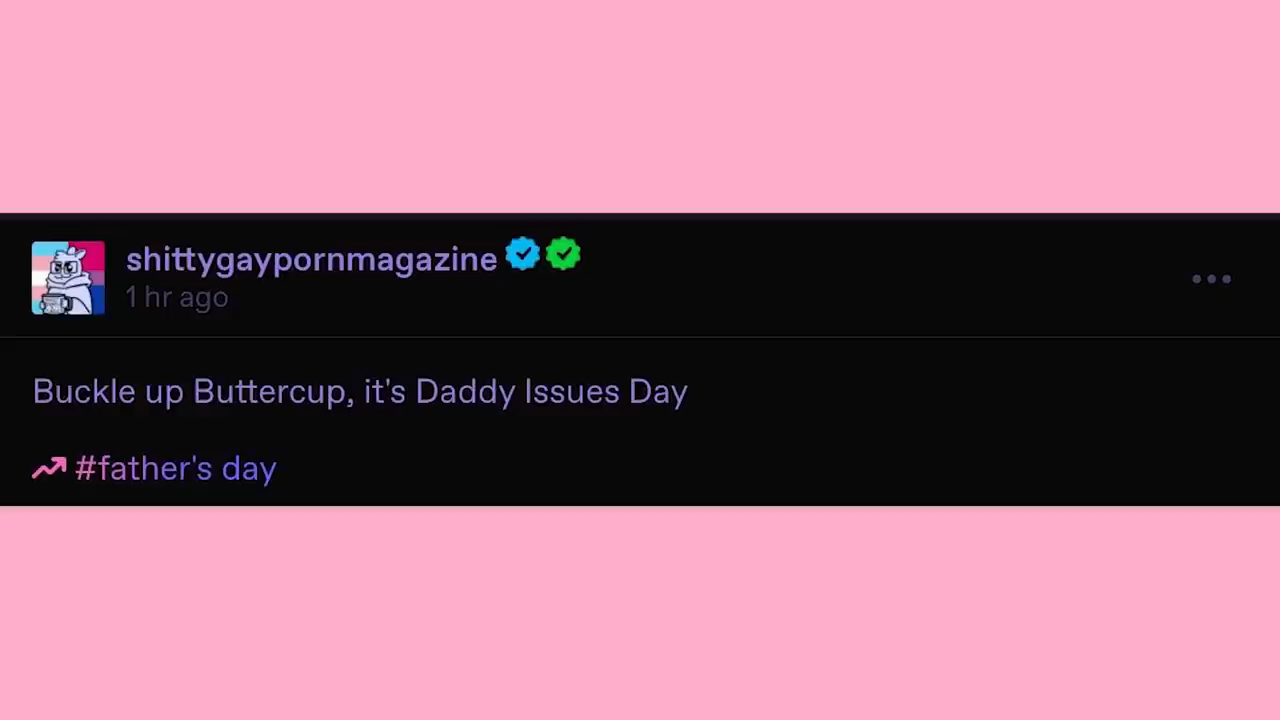 shittygaypornmagazine
1 hr ago
Buckle up Buttercup, it's Daddy Issues Day
#father's day